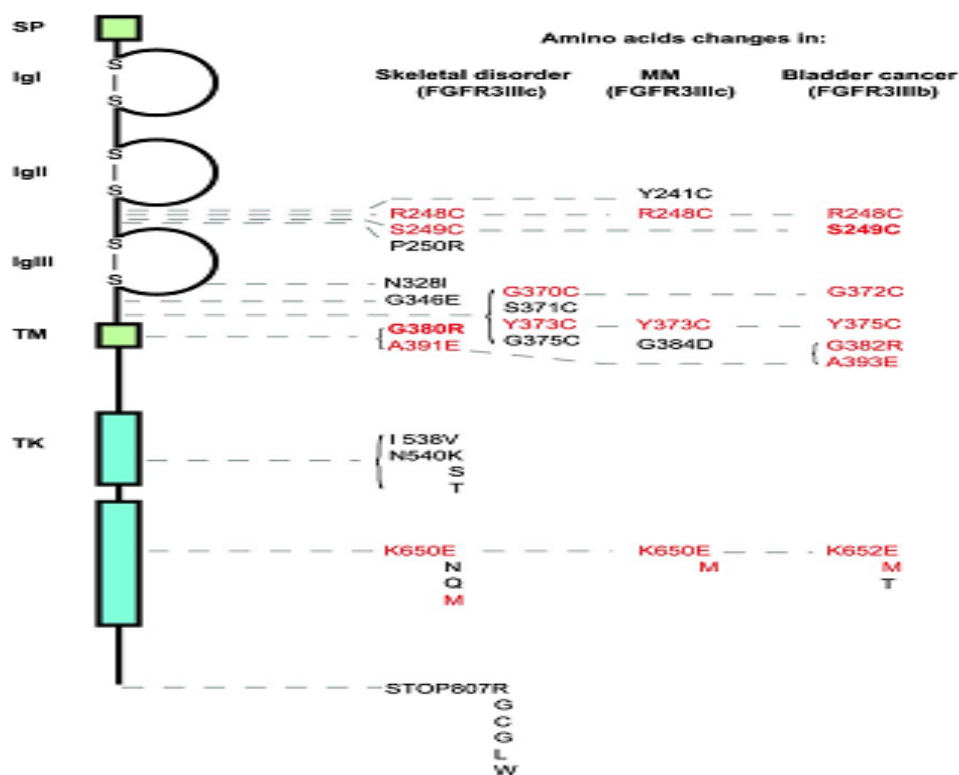 SP
Amino acids changes in:
IgI
Skeletal disorder (FGFR3IIIc)
MM (FGFR3IIIc)
Bladder cancer (FGFR3IIIb)
S
S
IgII
S
S
Y241C
R248C R248C R248C
S249C S249C
P250R
IgIII
S
S
N328I
G346E
G370C G372C
S371C
TM
G380R Y373C Y373C Y375C
A391E G375C G384D G382R
A393E
TK
I 538V
N540K
S
T
K650E K650E K652E
N M M
Q T
M
STOP807R
G
C
G
L
W